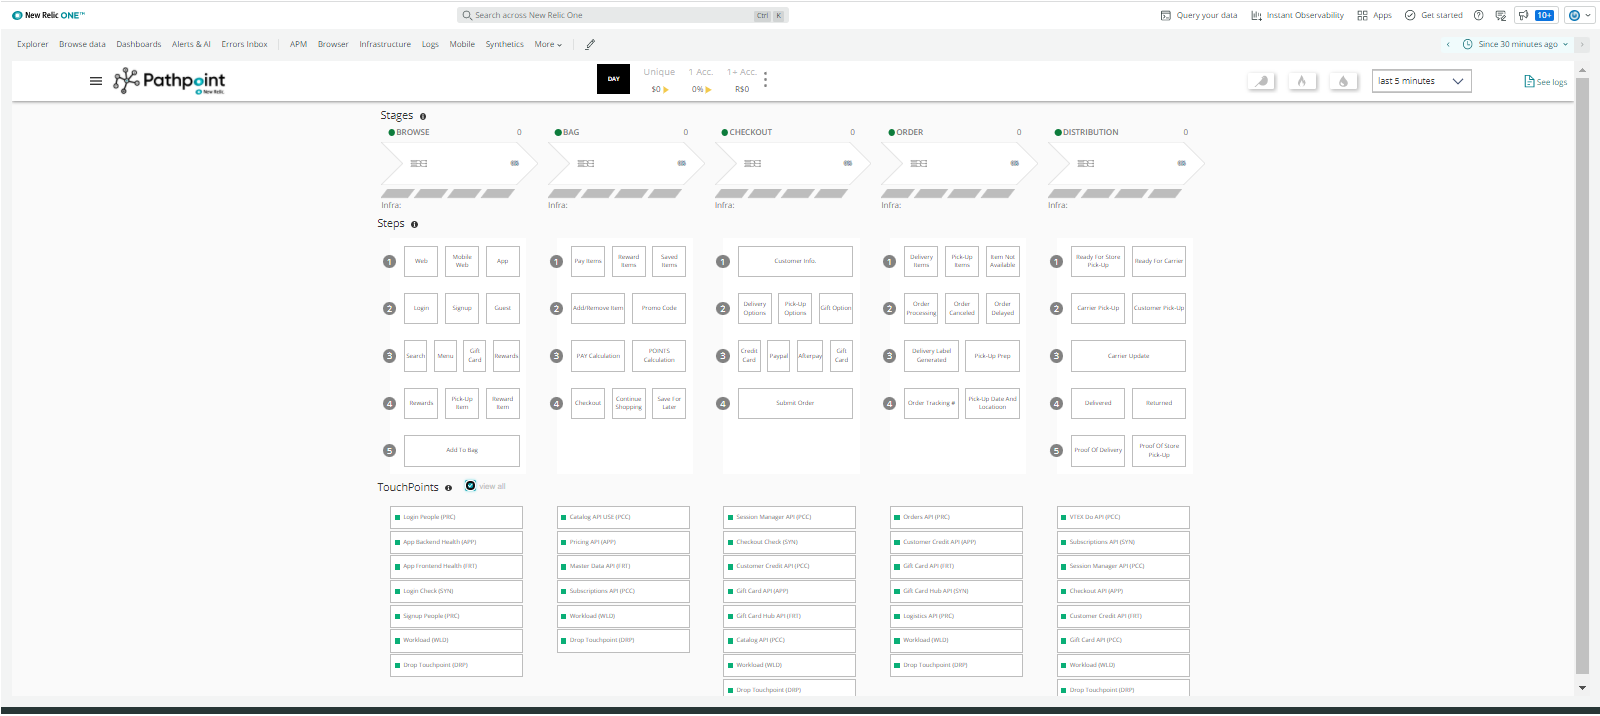 New Relic ONE™ Search across New Relic One Ctrl K Query your data Instant Observability Apps Get started 10+
Explorer Browse data Dashboards Alerts & AI Errors Inbox APM Browser Infrastructure Logs Mobile Synthetics More Since 30 minutes ago
Pathpoint New Relic. DAY Unique 1 Acc. 1+ Acc. last 5 minutes See logs
$0 0% R$0
Stages
BROWSE 0 BAG 0 CHECKOUT 0 ORDER 0 DISTRIBUTION 0
Infra: Infra: Infra: Infra: Infra:
Steps
1 Web Mobile Web App 1 Pay Items Reward Items Saved Items 1 Customer Info. 1 Delivery Items Pick-Up Items Item Not Available 1 Ready For Store Pick-Up Ready For Carrier
2 Login Signup Guest 2 Add/Remove Item Promo Code 2 Delivery Options Pick-Up Options Gift Option 2 Order Processing Order Canceled Order Delayed 2 Carrier Pick-Up Customer Pick-Up
3 Search Menu Gift Card Rewards 3 PAY Calculation POINTS Calculation 3 Credit Card Paypal Afterpay Gift Card 3 Delivery Label Generated Pick-Up Prep 3 Carrier Update
4 Rewards Pick-Up Item Reward Item 4 Checkout Continue Shopping Save For Later 4 Submit Order 4 Order Tracking # Pick-Up Date And Locatioon 4 Delivered Returned
5 Add To Bag 5 Proof Of Delivery Proof Of Store Pick-Up
TouchPoints view all
Login People (PRC) Catalog API USE (PCC) Session Manager API (PCC) Orders API (PRC) VTEX Do API (PCC)
App Backend Health (APP) Pricing API (APP) Checkout Check (SYN) Customer Credit API (APP) Subscriptions API (SYN)
App Frontend Health (FRT) Master Data API (FRT) Customer Credit API (PCC) Gift Card API (FRT) Session Manager API (PCC)
Login Check (SYN) Subscriptions API (PCC) Gift Card API (APP) Gift Card Hub API (SYN) Checkout API (APP)
Signup People (PRC) Workload (WLD) Gift Card Hub API (FRT) Logistics API (PRC) Customer Credit API (FRT)
Workload (WLD) Drop Touchpoint (DRP) Catalog API (PCC) Workload (WLD) Gift Card API (PCC)
Drop Touchpoint (DRP) Workload (WLD) Drop Touchpoint (DRP) Workload (WLD)
Drop Touchpoint (DRP) Drop Touchpoint (DRP)